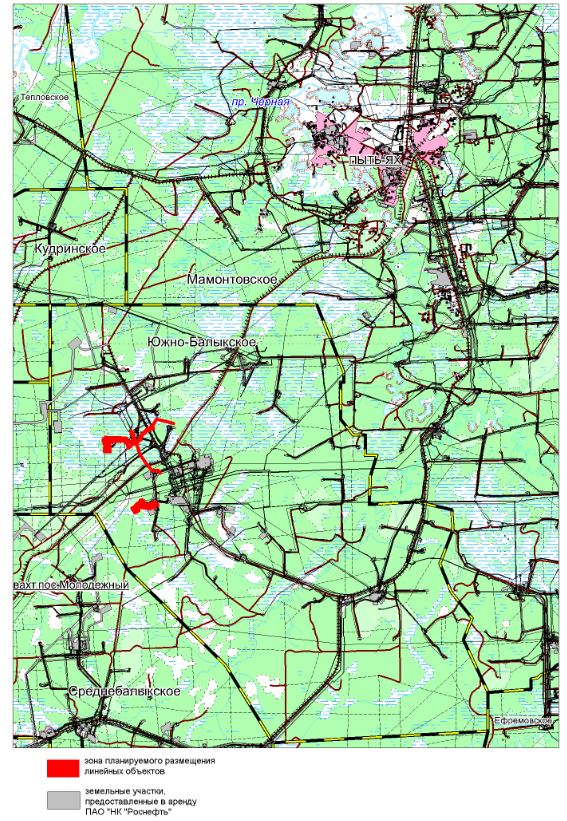 Тепловское
пр. Черная
ПЫТЬ-ЯХ
Кудринское
Мамонтовское
Южно-Балыкское
вахт.пос.Молодежный
Среднебалыкское
Ефремовское
зона планируемого размещения
линейных объектов
земельные участки,
предоставленные в аренду
ПАО "НК "Роснефть"